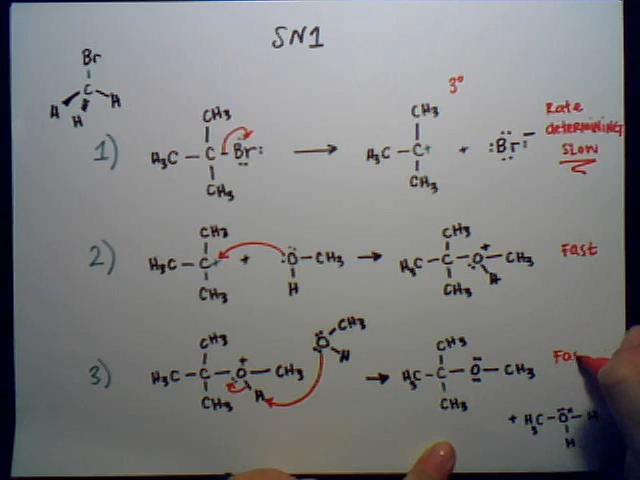 SN1
Br
C
H H H
3°
Rate
determining
slow
CH3 CH3
1) H3C - C - Br: → H3C - C+ + :Br: −
CH3 CH3
CH3 CH3
2) H3C - C+ + :O - CH3 → H3C - C - O+ - CH3 Fast
CH3 H CH3 H
CH3 O CH3 H CH3
3) H3C - C - O+ - CH3 → H3C - C - O - CH3 Fas
CH3 H CH3
+ H3C - O+ - H
H